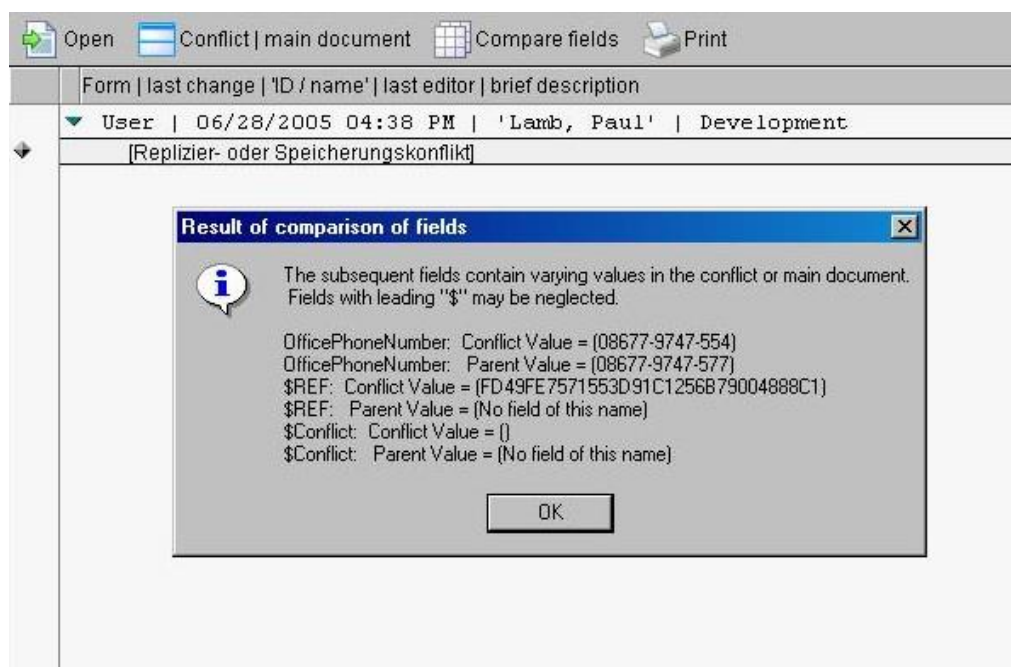 Open Conflict | main document Compare fields Print
Form | last change | 'ID / name' | last editor | brief description
User | 06/28/2005 04:38 PM | 'Lamb, Paul' | Development
[Replizier- oder Speicherungskonflikt]
Result of comparison of fields
The subsequent fields contain varying values in the conflict or main document.
Fields with leading "$" may be neglected.
OfficePhoneNumber: Conflict Value = (08677-9747-554)
OfficePhoneNumber: Parent Value = (08677-9747-577)
$REF: Conflict Value = (FD49FE7571553D91C1256B79004888C1)
$REF: Parent Value = (No field of this name)
$Conflict: Conflict Value = ()
$Conflict: Parent Value = (No field of this name)
OK